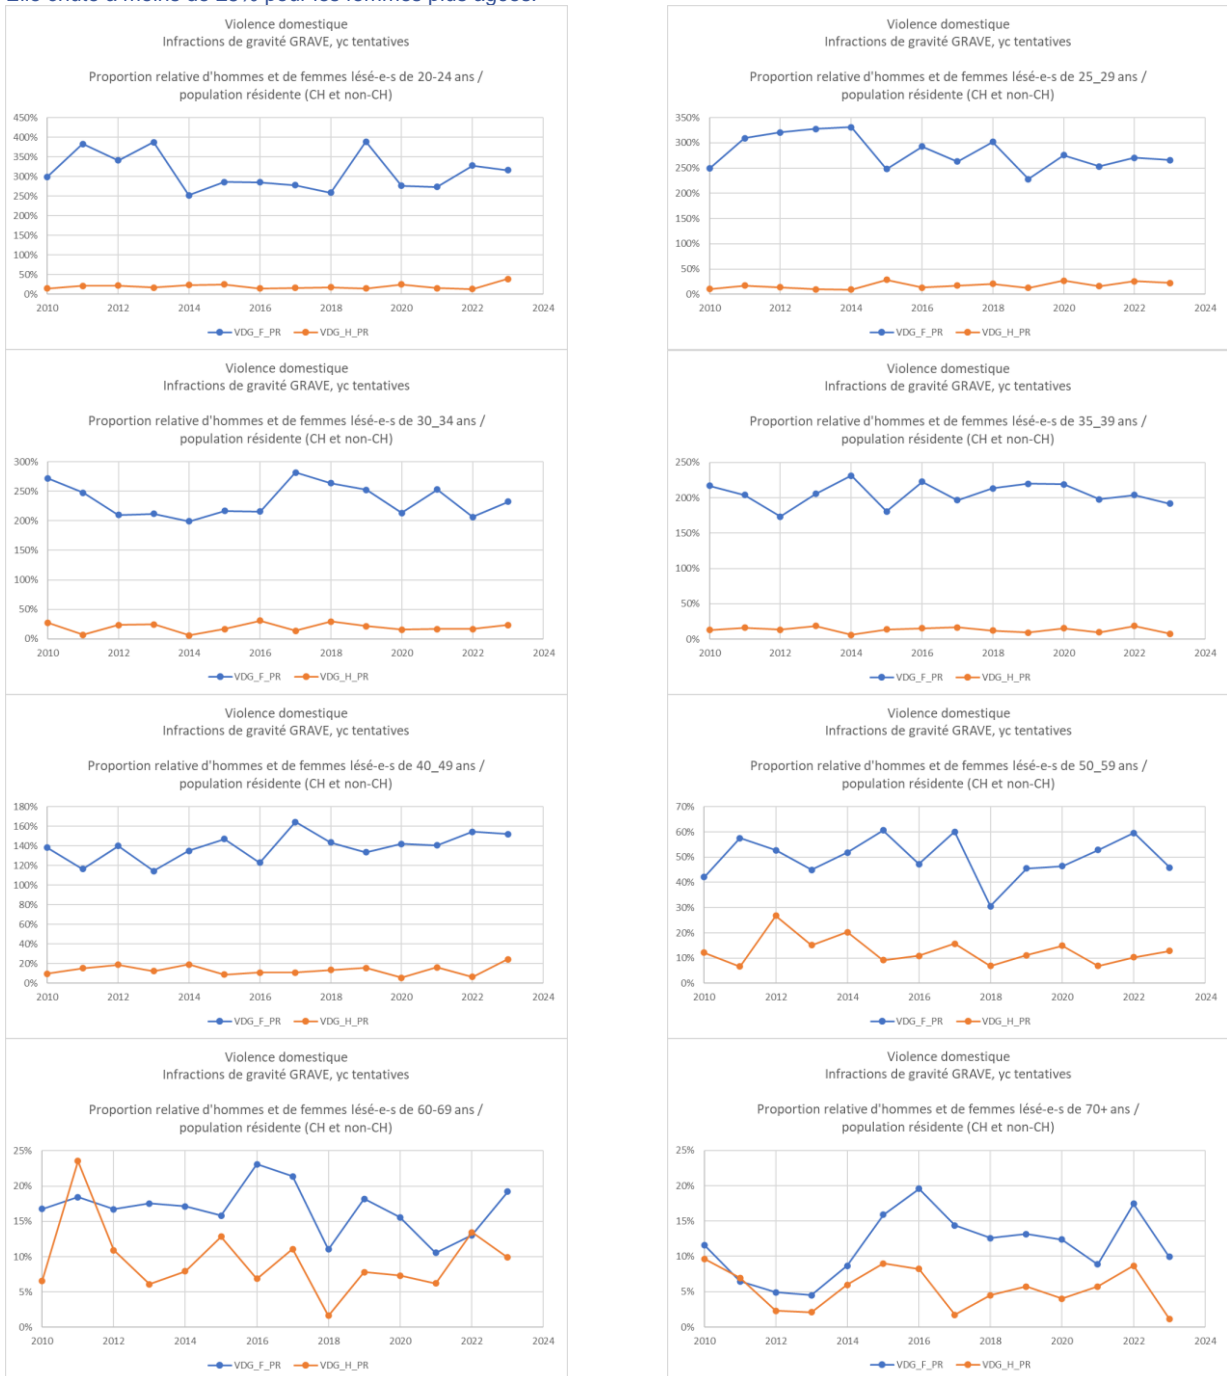 Elle chute à moins de 25% pour les femmes plus âgées.
Violence domestique
Infractions de gravité GRAVE, yc tentatives
Proportion relative d'hommes et de femmes lésé-e-s de 20-24 ans /
population résidente (CH et non-CH)
450%
400%
350%
300%
250%
200%
150%
100%
50%
0%
2010 2012 2014 2016 2018 2020 2022 2024
VDG_F_PR VDG_H_PR
Violence domestique
Infractions de gravité GRAVE, yc tentatives
Proportion relative d'hommes et de femmes lésé-e-s de 25_29 ans /
population résidente (CH et non-CH)
350%
300%
250%
200%
150%
100%
50%
0%
2010 2012 2014 2016 2018 2020 2022 2024
VDG_F_PR VDG_H_PR
Violence domestique
Infractions de gravité GRAVE, yc tentatives
Proportion relative d'hommes et de femmes lésé-e-s de 30_34 ans /
population résidente (CH et non-CH)
300%
250%
200%
150%
100%
50%
0%
2010 2012 2014 2016 2018 2020 2022 2024
VDG_F_PR VDG_H_PR
Violence domestique
Infractions de gravité GRAVE, yc tentatives
Proportion relative d'hommes et de femmes lésé-e-s de 35_39 ans /
population résidente (CH et non-CH)
250%
200%
150%
100%
50%
0%
2010 2012 2014 2016 2018 2020 2022 2024
VDG_F_PR VDG_H_PR
Violence domestique
Infractions de gravité GRAVE, yc tentatives
Proportion relative d'hommes et de femmes lésé-e-s de 40_49 ans /
population résidente (CH et non-CH)
180%
160%
140%
120%
100%
80%
60%
40%
20%
0%
2010 2012 2014 2016 2018 2020 2022 2024
VDG_F_PR VDG_H_PR
Violence domestique
Infractions de gravité GRAVE, yc tentatives
Proportion relative d'hommes et de femmes lésé-e-s de 50_59 ans /
population résidente (CH et non-CH)
70%
60%
50%
40%
30%
20%
10%
0%
2010 2012 2014 2016 2018 2020 2022 2024
VDG_F_PR VDG_H_PR
Violence domestique
Infractions de gravité GRAVE, yc tentatives
Proportion relative d'hommes et de femmes lésé-e-s de 60-69 ans /
population résidente (CH et non-CH)
25%
20%
15%
10%
5%
0%
2010 2012 2014 2016 2018 2020 2022 2024
VDG_F_PR VDG_H_PR
Violence domestique
Infractions de gravité GRAVE, yc tentatives
Proportion relative d'hommes et de femmes lésé-e-s de 70+ ans /
population résidente (CH et non-CH)
25%
20%
15%
10%
5%
0%
2010 2012 2014 2016 2018 2020 2022 2024
VDG_F_PR VDG_H_PR